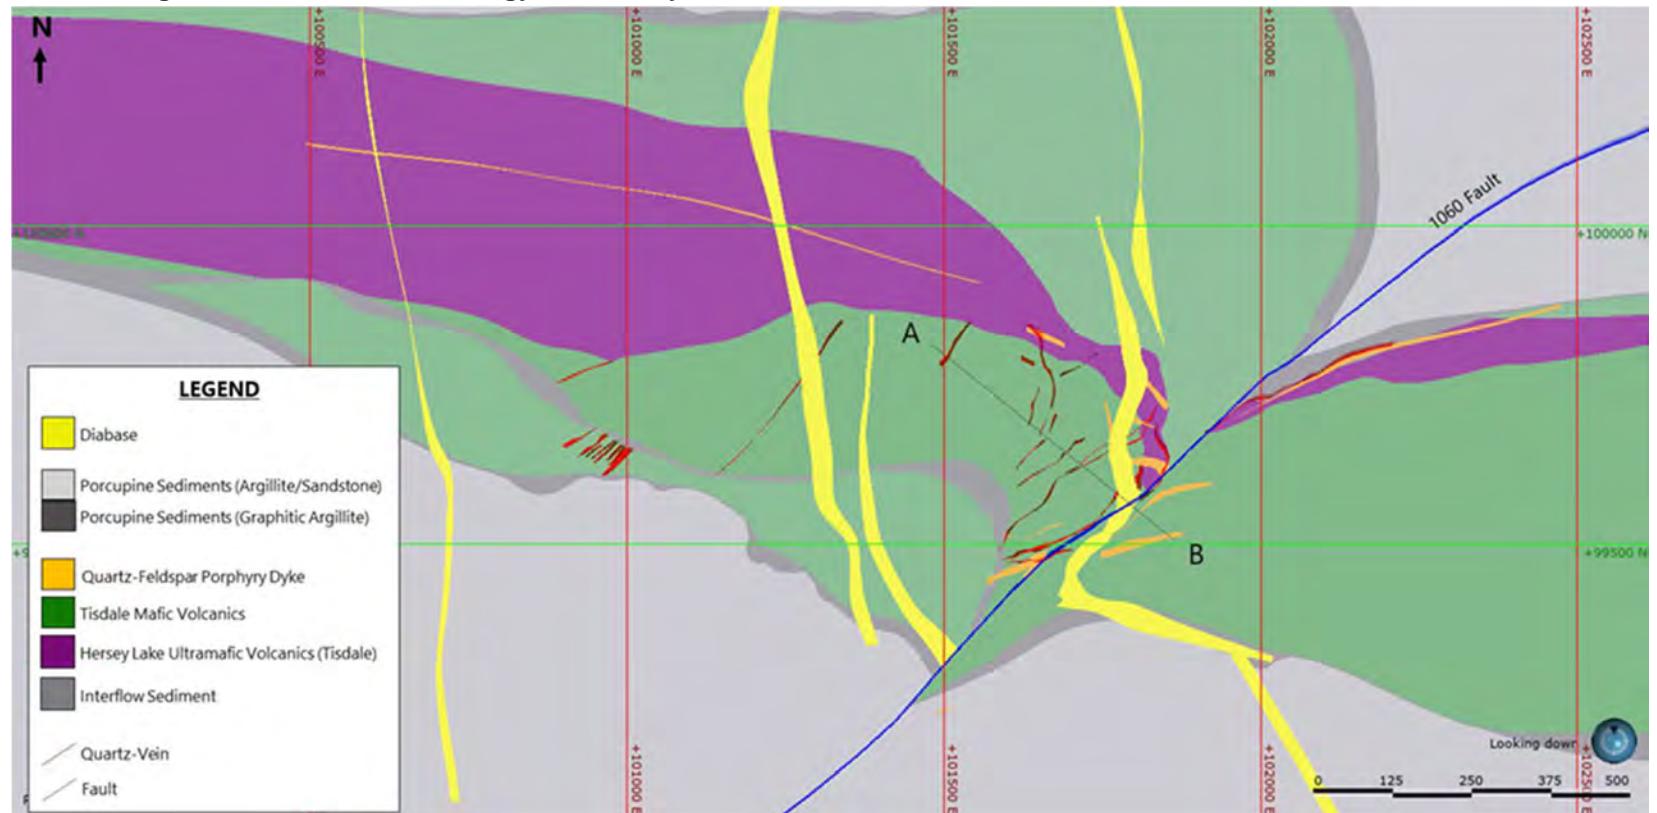 N
+100500 E
+101000 E
+101500 E
+102000 E
+102500 E
1060 Fault
+100000 N
A
LEGEND
Diabase
Porcupine Sediments (Argillite/Sandstone)
Porcupine Sediments (Graphitic Argillite)
Quartz-Feldspar Porphyry Dyke
Tisdale Mafic Volcanics
Hersey Lake Ultramafic Volcanics (Tisdale)
Interflow Sediment
Quartz-Vein
Fault
B
+99500 N
Looking down
0 125 250 375 500
+101000 E
+101500 E
+102000 E